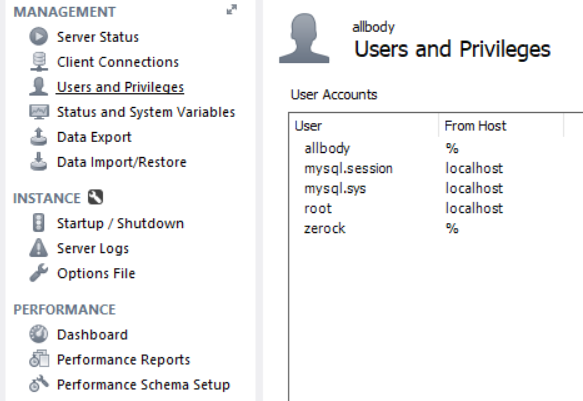 MANAGEMENT
Server Status
Client Connections
Users and Privileges
Status and System Variables
Data Export
Data Import/Restore
INSTANCE
Startup / Shutdown
Server Logs
Options File
PERFORMANCE
Dashboard
Performance Reports
Performance Schema Setup
allbody
Users and Privileges
User Accounts
User From Host
allbody %
mysql.session localhost
mysql.sys localhost
root localhost
zerock %